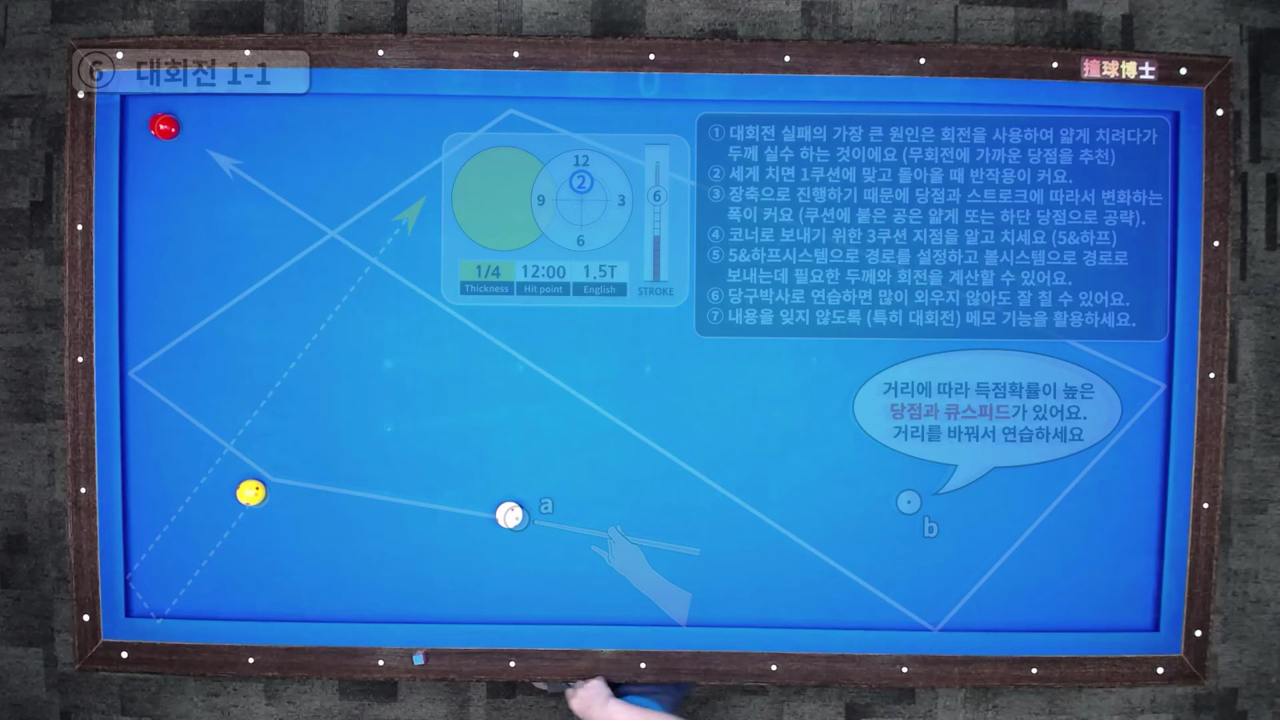 ⑥ 대회전 1-1
撞球博士
12
②
9
3
6
6
1/4 12:00 1.5T
Thickness Hit point English
STROKE
① 대회전 실패의 가장 큰 원인은 회전을 사용하여 얇게 치려다가
두께 실수 하는 것이에요 (무회전에 가까운 당점을 추천)
② 세게 치면 1쿠션에 맞고 돌아올 때 반작용이 커요.
③ 장축으로 진행하기 때문에 당점과 스트로크에 따라서 변화하는
폭이 커요 (쿠션에 붙은 공은 얇게 또는 하단 당점으로 공략).
④ 코너로 보내기 위한 3쿠션 지점을 알고 치세요 (5&하프)
⑤ 5&하프시스템으로 경로를 설정하고 볼시스템으로 경로로
보내는데 필요한 두께와 회전을 계산할 수 있어요.
⑥ 당구박사로 연습하면 많이 외우지 않아도 잘 칠 수 있어요.
⑦ 내용을 잊지 않도록 (특히 대회전) 메모 기능을 활용하세요.
거리에 따라 득점확률이 높은
당점과 큐스피드가 있어요.
거리를 바꿔서 연습하세요
a
b